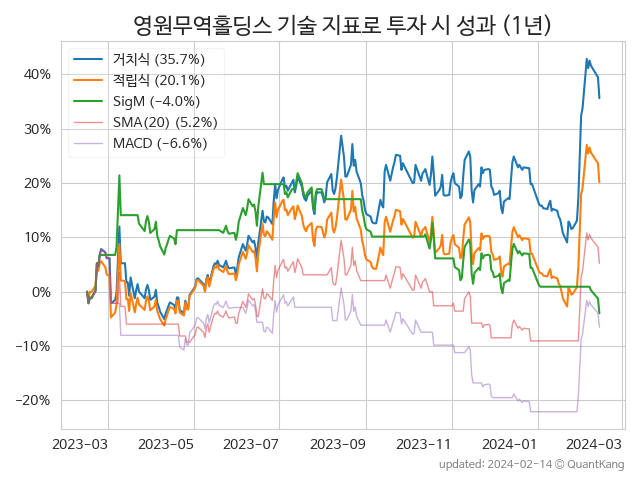 영원무역홀딩스 기술 지표로 투자 시 성과 (1년)
거치식 (35.7%)
적립식 (20.1%)
SigM (−4.0%)
SMA(20) (5.2%)
MACD (−6.6%)
40%
30%
20%
10%
0%
−10%
−20%
2023-03 2023-05 2023-07 2023-09 2023-11 2024-01 2024-03
updated: 2024-02-14 © QuantKang